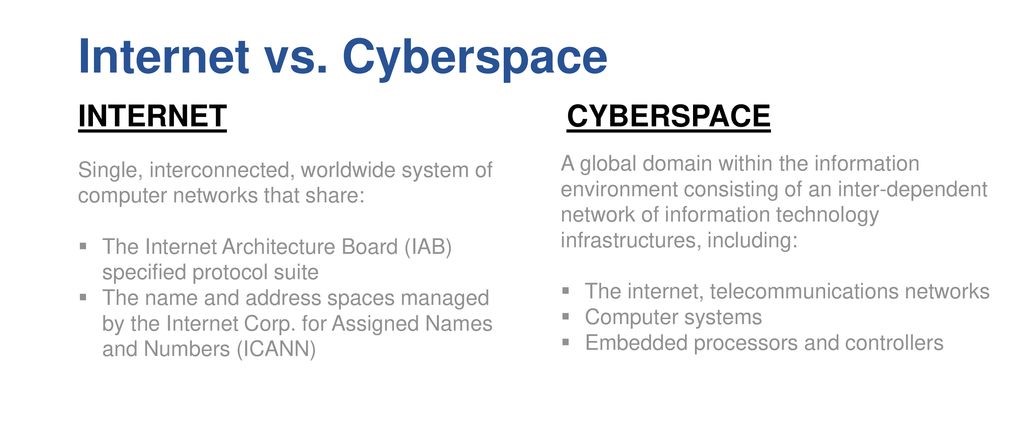 Internet vs. Cyberspace
INTERNET
Single, interconnected, worldwide system of
computer networks that share:
▪ The Internet Architecture Board (IAB)
specified protocol suite
▪ The name and address spaces managed
by the Internet Corp. for Assigned Names
and Numbers (ICANN)
CYBERSPACE
A global domain within the information
environment consisting of an inter-dependent
network of information technology
infrastructures, including:
▪ The internet, telecommunications networks
▪ Computer systems
▪ Embedded processors and controllers